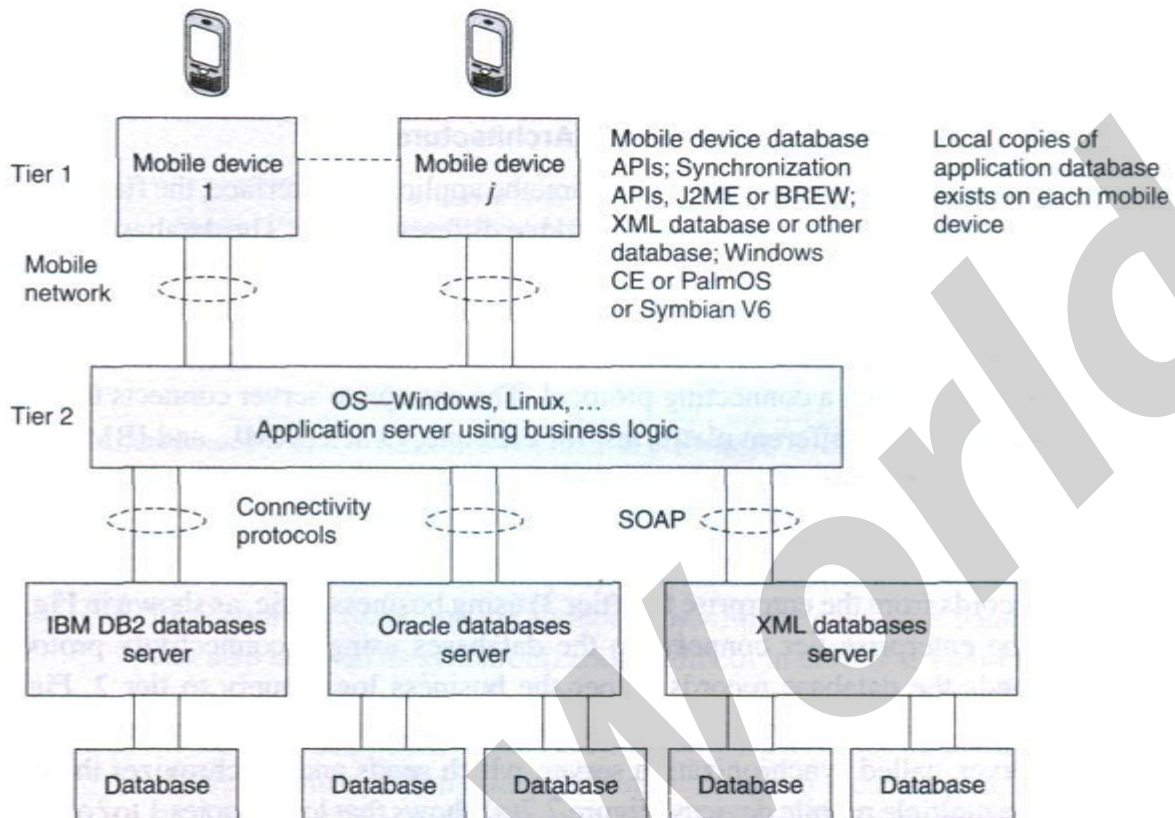 Tier 1
Mobile device
1
Mobile device
j
Mobile device database
APIs; Synchronization
APIs, J2ME or BREW;
XML database or other
database; Windows
CE or PalmOS
or Symbian V6
Local copies of
application database
exists on each mobile
device
Mobile
network
Tier 2
OS—Windows, Linux, ...
Application server using business logic
Connectivity
protocols
SOAP
IBM DB2 databases
server
Oracle databases
server
XML databases
server
Database
Database
Database
Database
Database
World